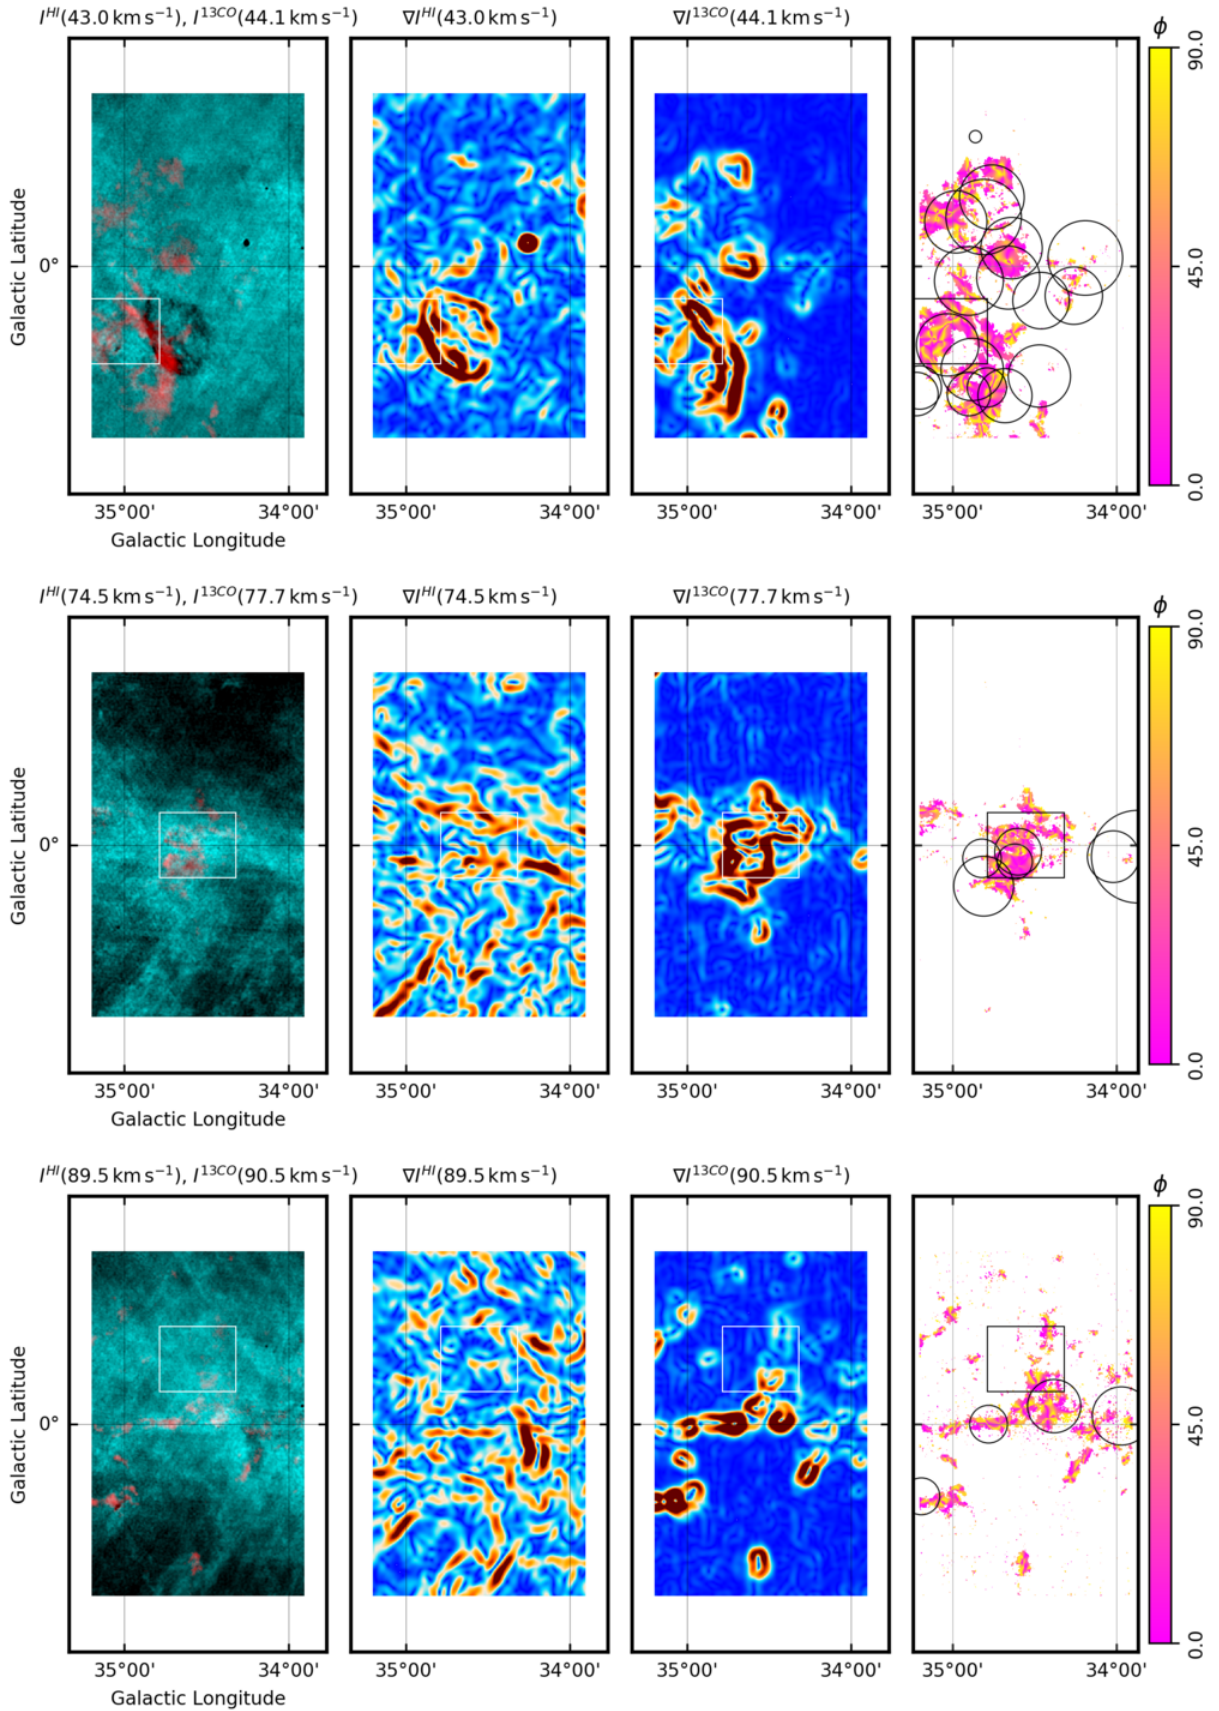 I^HI(43.0 km s⁻¹), I^13CO(44.1 km s⁻¹) ∇I^HI(43.0 km s⁻¹) ∇I^13CO(44.1 km s⁻¹) ϕ
90.0
Galactic Latitude
0°
45.0
0.0
35°00' 34°00' 35°00' 34°00' 35°00' 34°00' 35°00' 34°00'
Galactic Longitude
I^HI(74.5 km s⁻¹), I^13CO(77.7 km s⁻¹) ∇I^HI(74.5 km s⁻¹) ∇I^13CO(77.7 km s⁻¹) ϕ
90.0
Galactic Latitude
0°
45.0
0.0
35°00' 34°00' 35°00' 34°00' 35°00' 34°00' 35°00' 34°00'
Galactic Longitude
I^HI(89.5 km s⁻¹), I^13CO(90.5 km s⁻¹) ∇I^HI(89.5 km s⁻¹) ∇I^13CO(90.5 km s⁻¹) ϕ
90.0
Galactic Latitude
0°
45.0
0.0
35°00' 34°00' 35°00' 34°00' 35°00' 34°00' 35°00' 34°00'
Galactic Longitude